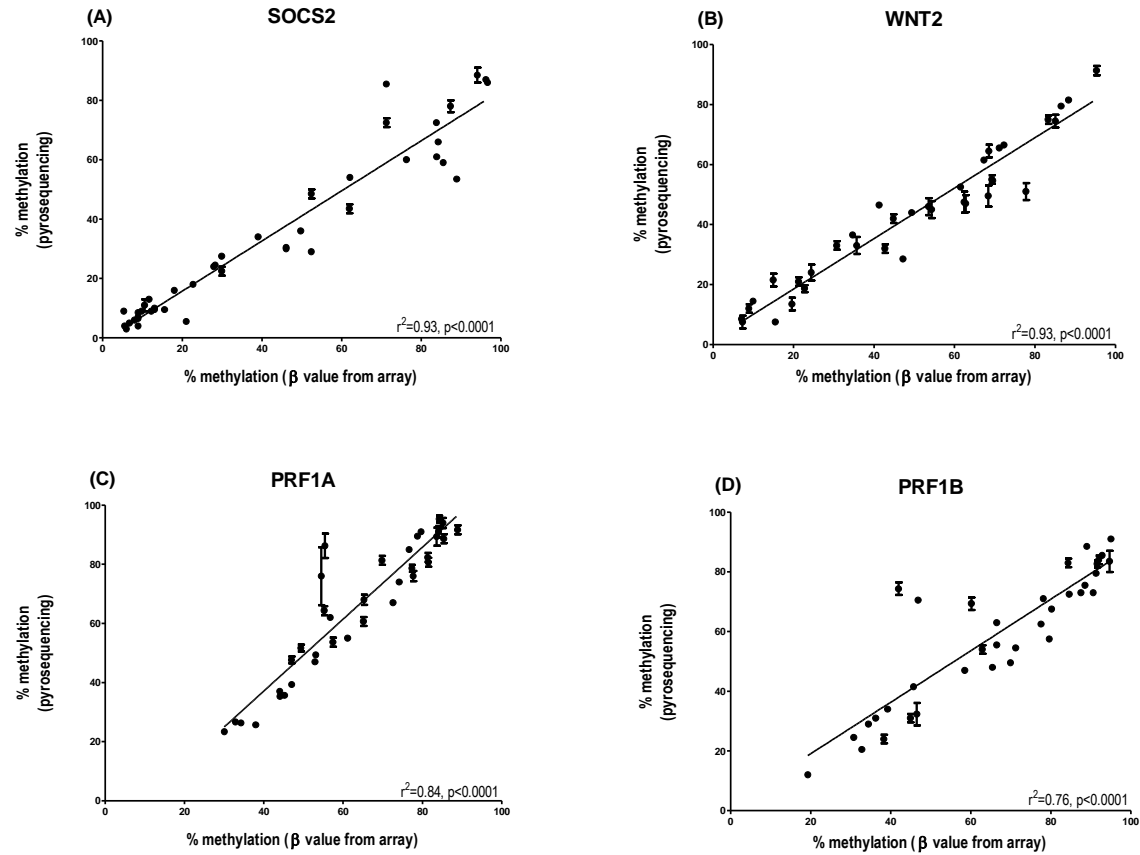 (A)
SOCS2
100
80
60
40
20
0
0 20 40 60 80 100
% methylation
(pyrosequencing)
r²=0.93, p<0.0001
% methylation (β value from array)
(B)
WNT2
100
80
60
40
20
0
0 20 40 60 80 100
% methylation
(pyrosequencing)
r²=0.93, p<0.0001
% methylation (β value from array)
(C)
PRF1A
100
80
60
40
20
0
0 20 40 60 80 100
% methylation
(pyrosequencing)
r²=0.84, p<0.0001
% methylation (β value from array)
(D)
PRF1B
100
80
60
40
20
0
0 20 40 60 80 100
% methylation
(pyrosequencing)
r²=0.76, p<0.0001
% methylation (β value from array)